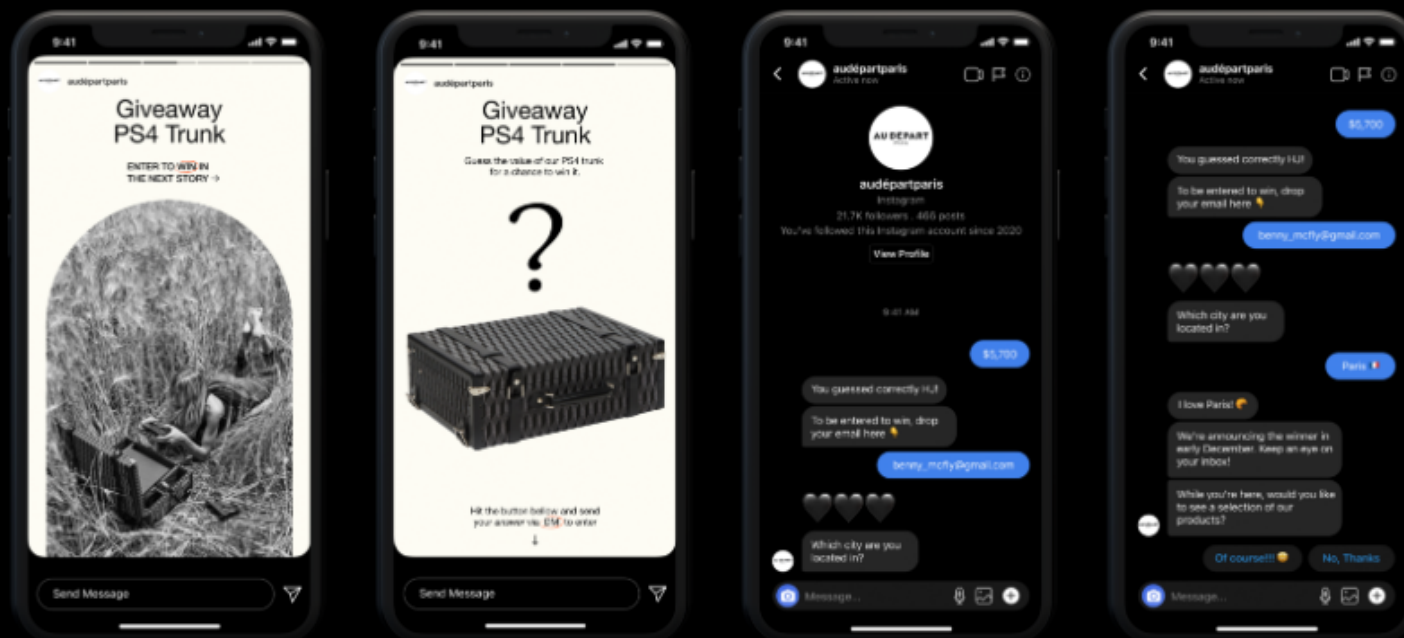 9:41
audépartparis
Giveaway
PS4 Trunk
ENTER TO WIN IN
THE NEXT STORY →
Send Message
9:41
audépartparis
Giveaway
PS4 Trunk
Guess the value of our PS4 trunk
for a chance to win it.
?
Hit the button bellow and send
your answer via DM to enter
↓
Send Message
9:41
audépartparis
Active now
AU DEPART
audépartparis
Instagram
21.7K followers . 466 posts
You've followed this Instagram account since 2020
View Profile
9:41 AM
$5,700
You guessed correctly HJ!
To be entered to win, drop
your email here 👇
benny_mcfly@gmail.com
🖤🖤🖤🖤🖤
Which city are you
located in?
Message...
9:41
audépartparis
Active now
$5,700
You guessed correctly HJ!
To be entered to win, drop
your email here 👇
benny_mcfly@gmail.com
🖤🖤🖤🖤🖤
Which city are you
located in?
Paris 🇫🇷
I love Paris! 🥐
We're announcing the winner in
early December. Keep an eye on
your inbox!
While you're here, would you like
to see a selection of our
products?
Of course!!!
No, Thanks
Message...